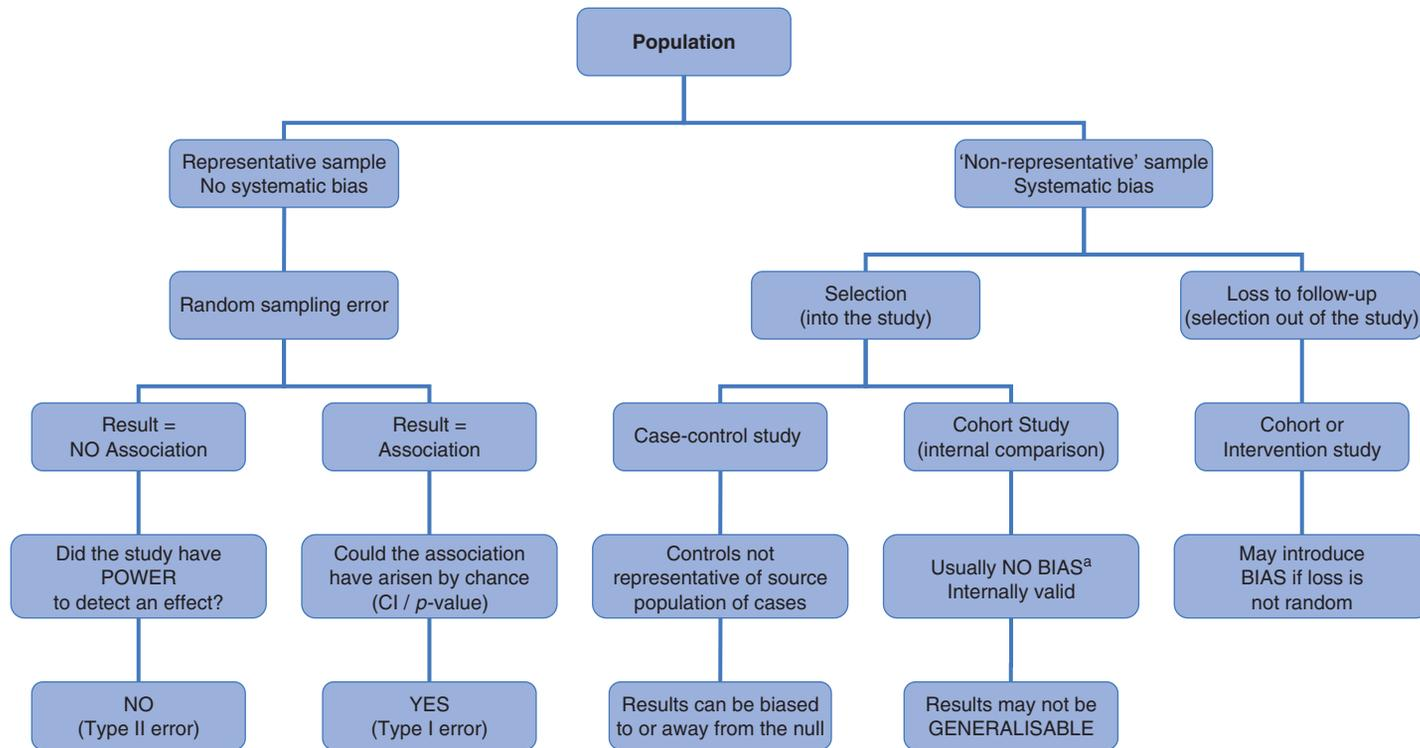 Population
Representative sample
No systematic bias
‘Non-representative’ sample
Systematic bias
Random sampling error
Selection
(into the study)
Loss to follow-up
(selection out of the study)
Result =
NO Association
Result =
Association
Case-control study
Cohort Study
(internal comparison)
Cohort or
Intervention study
Did the study have
POWER
to detect an effect?
Could the association
have arisen by chance
(CI / p-value)
Controls not
representative of source
population of cases
Usually NO BIASᵃ
Internally valid
May introduce
BIAS if loss is
not random
NO
(Type II error)
YES
(Type I error)
Results can be biased
to or away from the null
Results may not be
GENERALISABLE